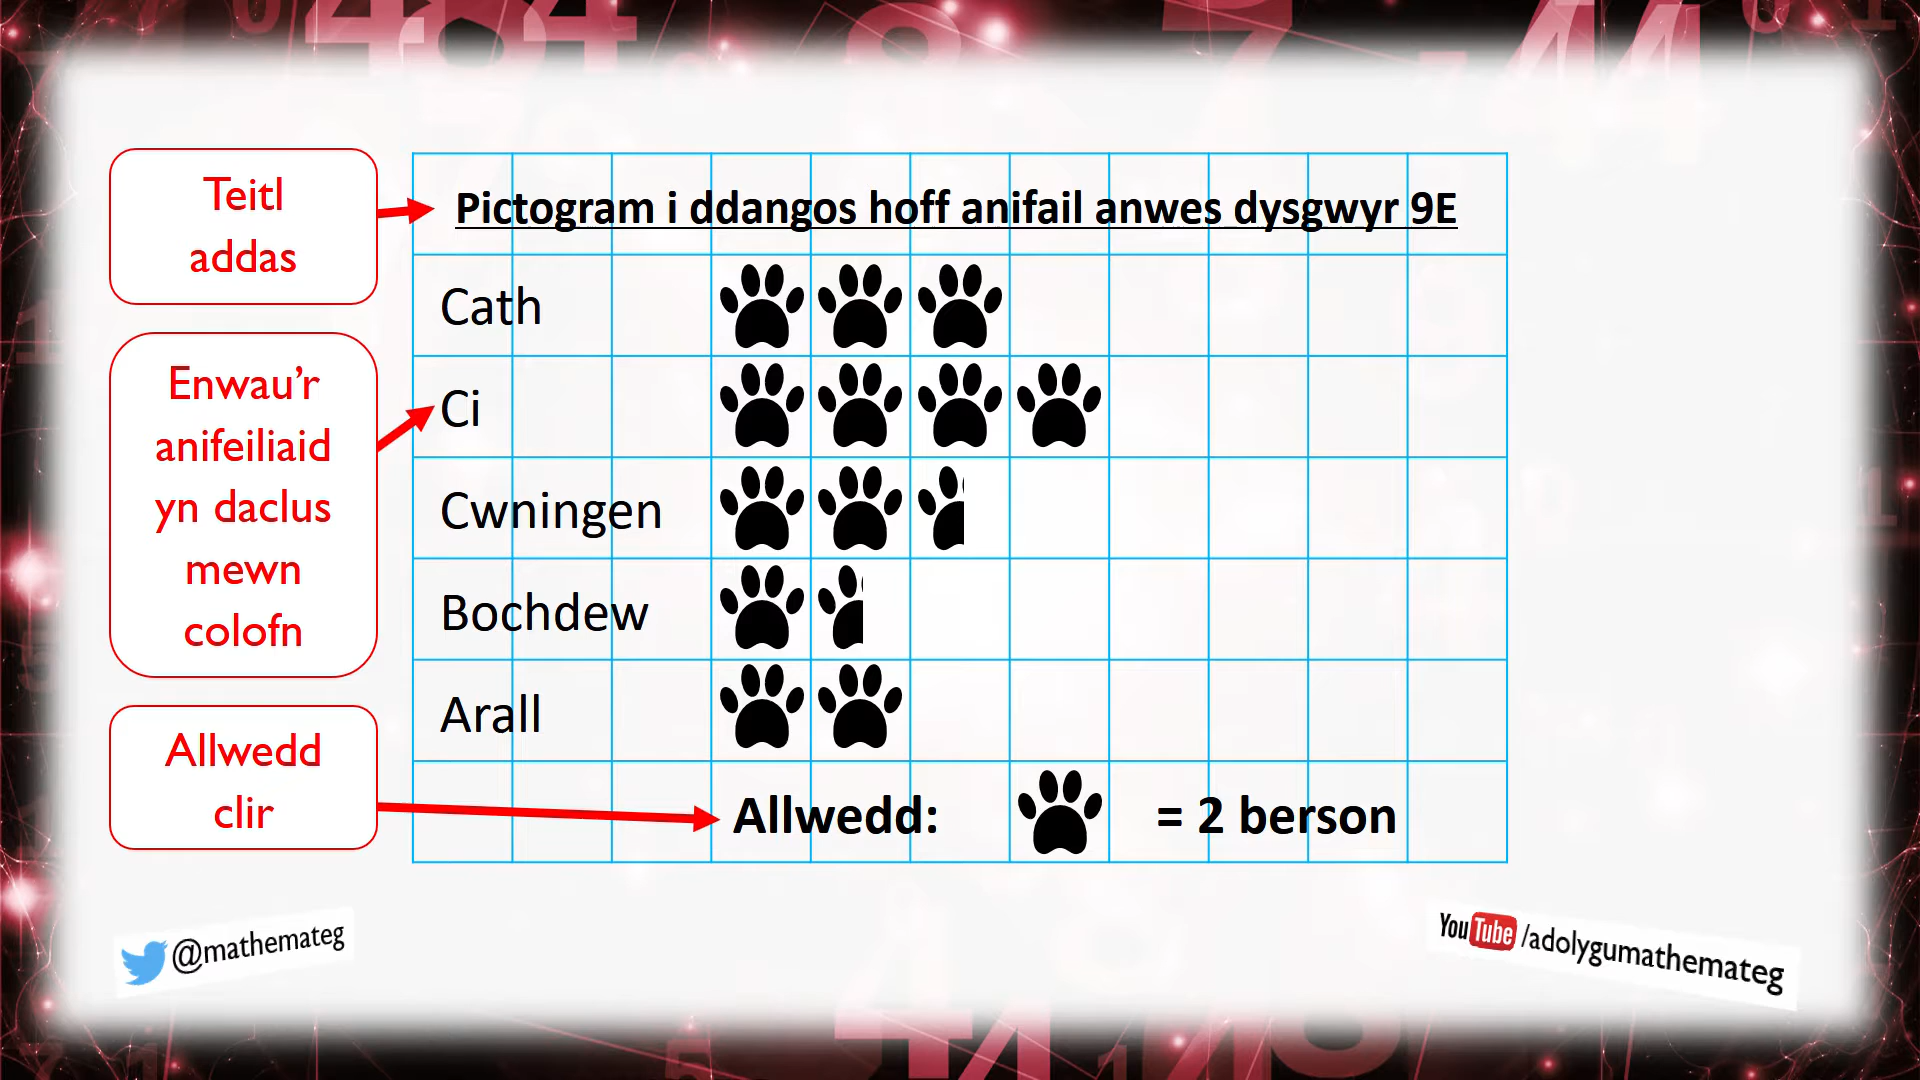 Teitl
addas
Pictogram i ddangos hoff anifail anwes dysgwyr 9E
Enwau’r
anifeiliaid
yn daclus
mewn
colofn
Cath
Ci
Cwningen
Bochdew
Arall
Allwedd
clir
Allwedd: = 2 berson
@mathemateg
YouTube /adolygumathemateg